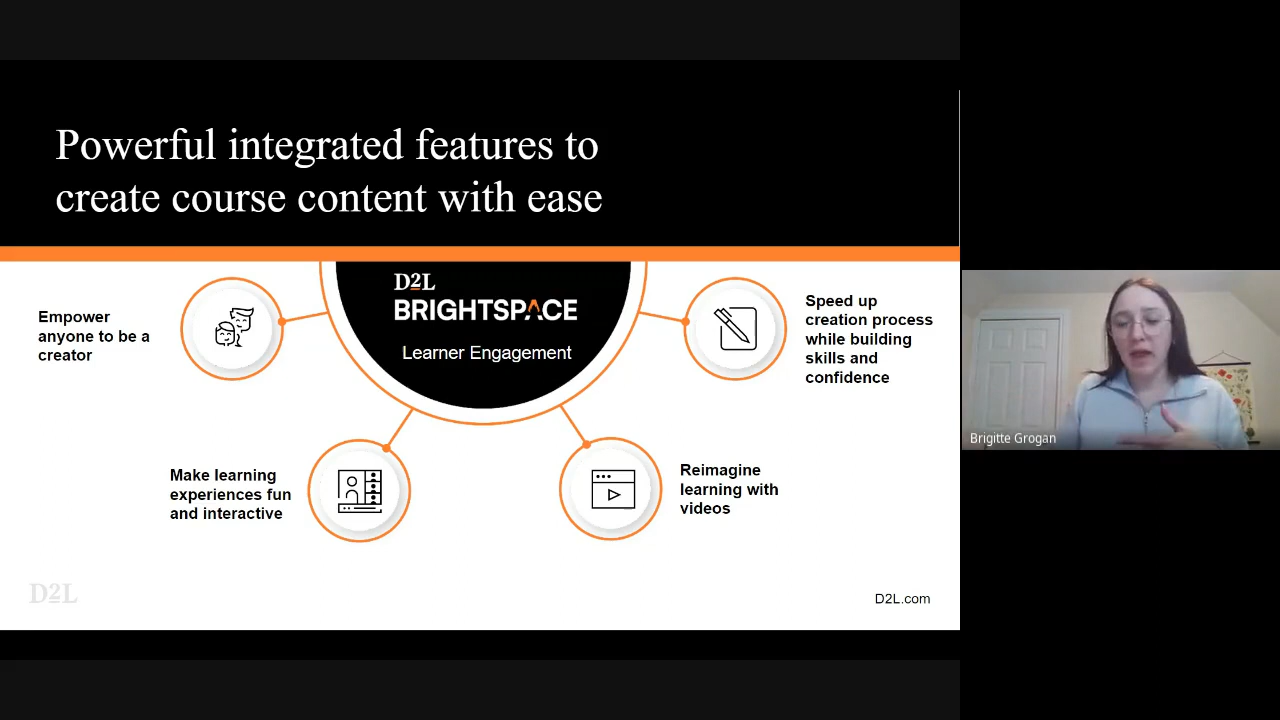 Powerful integrated features to
create course content with ease
D2L
BRIGHTSPACE
Learner Engagement
Empower
anyone to be a
creator
Speed up
creation process
while building
skills and
confidence
Make learning
experiences fun
and interactive
Reimagine
learning with
videos
D2L
D2L.com
Brigitte Grogan